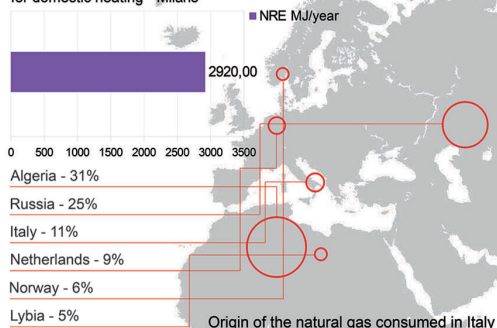 for domestic heating - Milano
NRE MJ/year
2920,00
0 500 1000 1500 2000 2500 3000 3500
Algeria - 31%
Russia - 25%
Italy - 11%
Netherlands - 9%
Norway - 6%
Lybia - 5%
Origin of the natural gas consumed in Italy